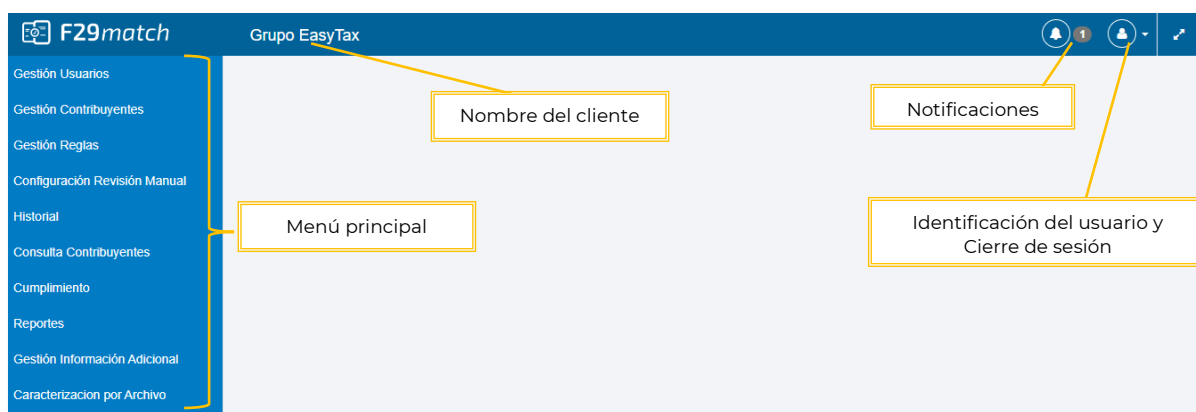 F29match
Grupo EasyTax
1
Gestión Usuarios
Gestión Contribuyentes
Gestión Reglas
Configuración Revisión Manual
Historial
Consulta Contribuyentes
Cumplimiento
Reportes
Gestión Información Adicional
Caracterizacion por Archivo
Nombre del cliente
Notificaciones
Menú principal
Identificación del usuario y
Cierre de sesión